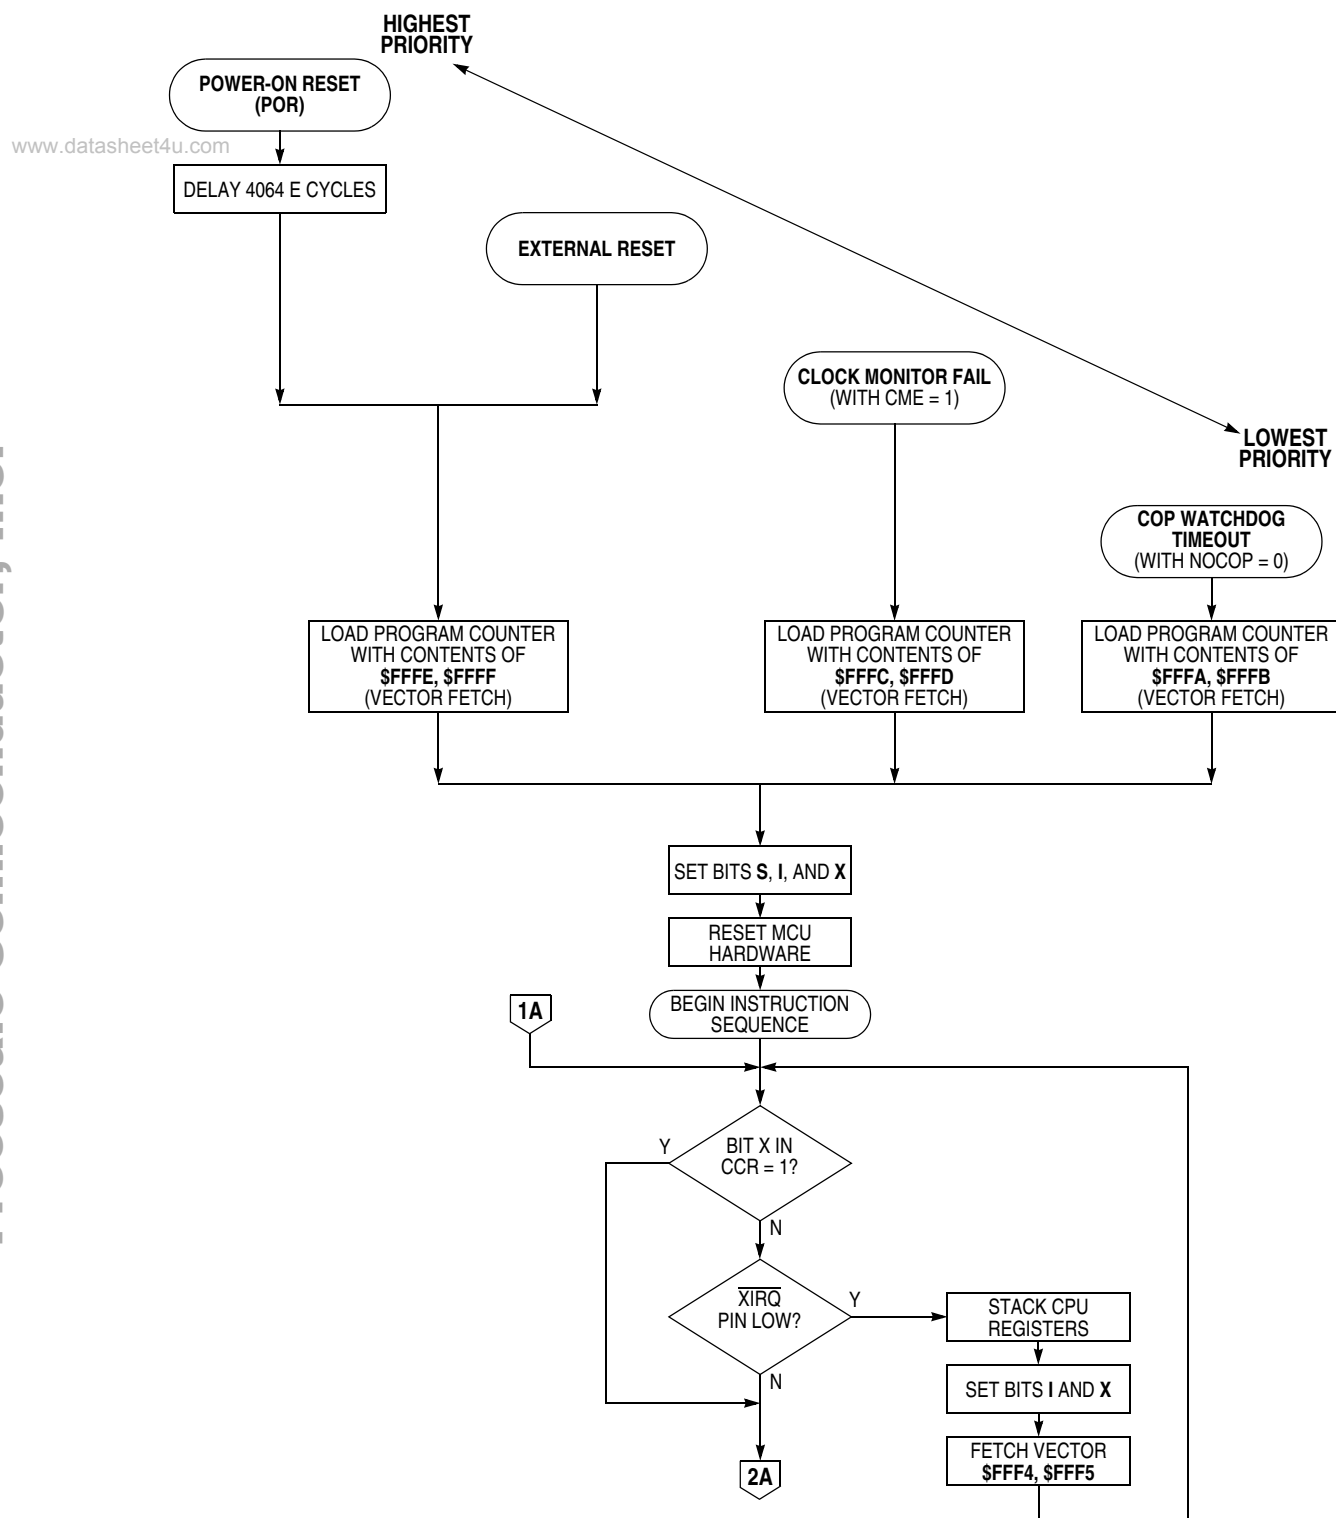 HIGHEST
PRIORITY
POWER-ON RESET
(POR)
www.datasheet4u.com
DELAY 4064 E CYCLES
EXTERNAL RESET
CLOCK MONITOR FAIL
(WITH CME = 1)
LOWEST
PRIORITY
COP WATCHDOG
TIMEOUT
(WITH NOCOP = 0)
LOAD PROGRAM COUNTER
WITH CONTENTS OF
$FFFE, $FFFF
(VECTOR FETCH)
LOAD PROGRAM COUNTER
WITH CONTENTS OF
$FFFC, $FFFD
(VECTOR FETCH)
LOAD PROGRAM COUNTER
WITH CONTENTS OF
$FFFA, $FFFB
(VECTOR FETCH)
SET BITS S, I, AND X
RESET MCU
HARDWARE
1A
BEGIN INSTRUCTION
SEQUENCE
Y
BIT X IN
CCR = 1?
N
XIRQ
PIN LOW?
Y
STACK CPU
REGISTERS
N
SET BITS I AND X
FETCH VECTOR
$FFF4, $FFF5
2A